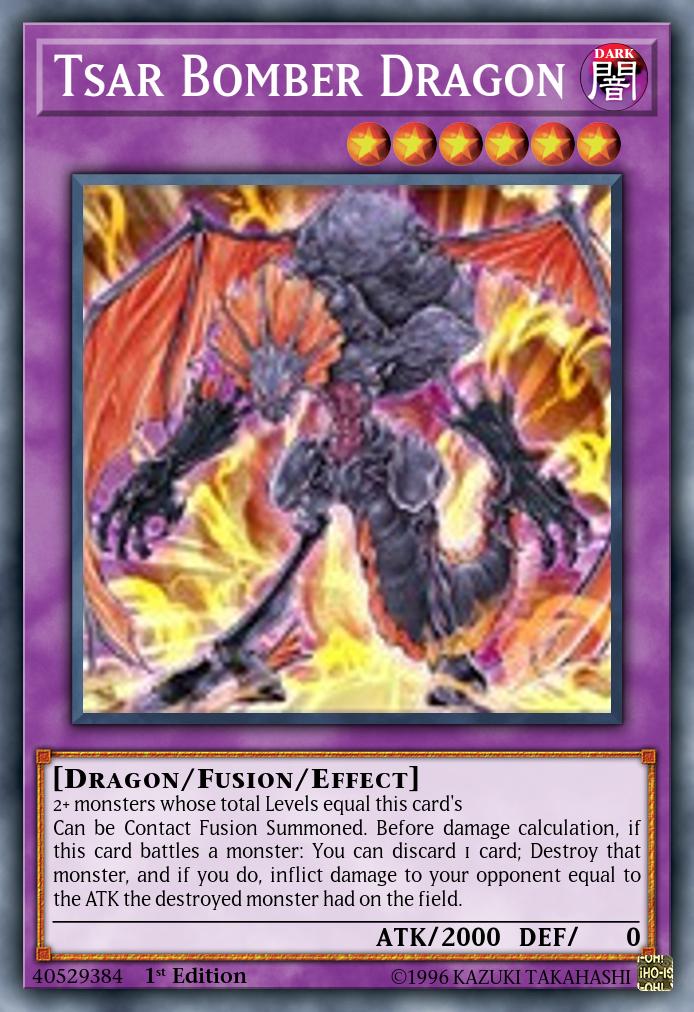 Tsar Bomber Dragon
DARK
闇
[Dragon/Fusion/Effect]
2+ monsters whose total Levels equal this card's
Can be Contact Fusion Summoned. Before damage calculation, if
this card battles a monster: You can discard 1 card; Destroy that
monster, and if you do, inflict damage to your opponent equal to
the ATK the destroyed monster had on the field.
ATK/2000 DEF/ 0
40529384 1st Edition ©1996 KAZUKI TAKAHASHI